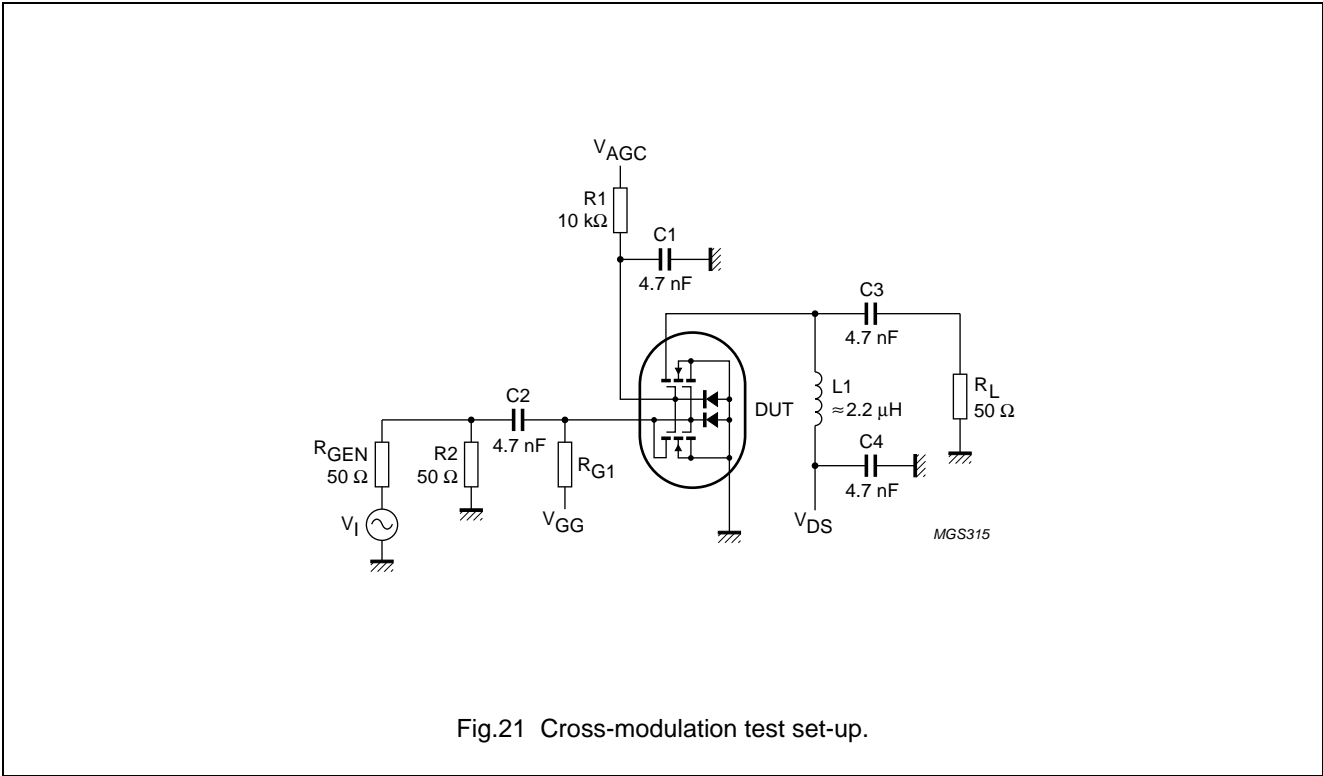 VAGC
R1
10 kΩ
C1
4.7 nF
C3
4.7 nF
RL
50 Ω
L1
≈2.2 μH
DUT
C2
4.7 nF
RGEN
50 Ω
R2
50 Ω
RG1
C4
4.7 nF
VI
VGG
VDS
MGS315
Fig.21 Cross-modulation test set-up.